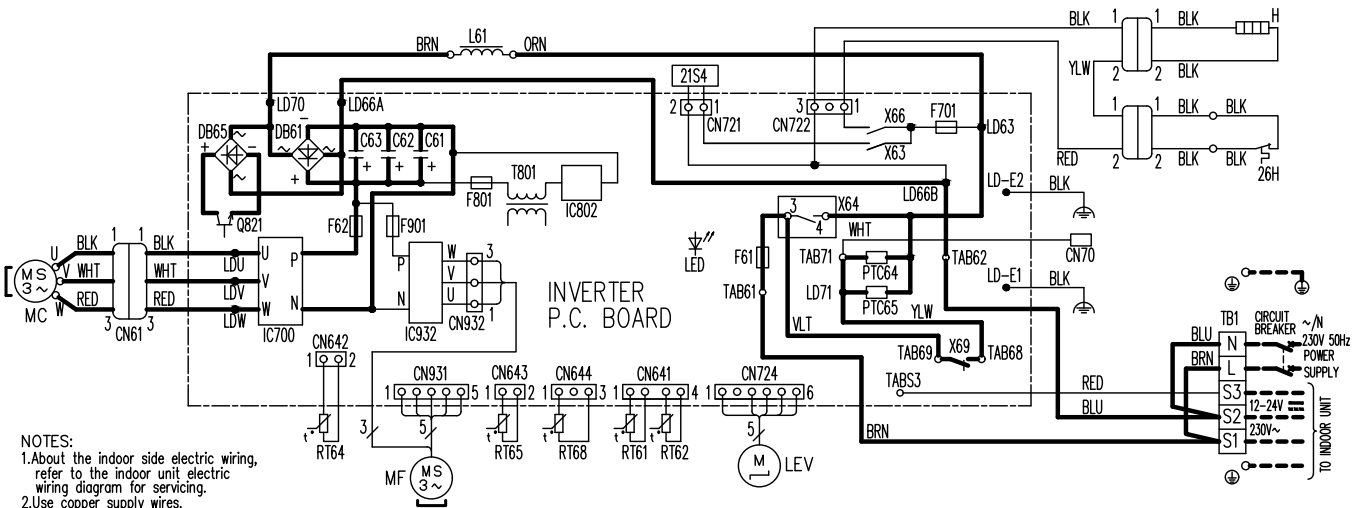 BRN L61 ORN
BLK 1 1 BLK H
YLW
2 2 BLK
21S4
LD70 LD66A
2 1 3 1
CN721 CN722
X66 F701 LD63
X63
1 1 BLK BLK
RED 2 2 BLK BLK
26H
DB65 DB61 C63 C62 C61
+ − − + + + +
~ ~ ~ ~
T801
F801 IC802
Q821 F62 F901
LD66B LD-E2 BLK
3 X64
4
WHT
LED F61 TAB71 PTC64 TAB62 CN70
TAB61 LD71 PTC65 LD-E1 BLK
YLW
VLT
TAB69 X69 TAB68
U BLK 1 1 BLK LDU U P
MS 3~ V WHT WHT LDV V
W RED 3 3 RED LDW W N
MC CN61 IC700
P W 3
V
N U 1
IC932 CN932
INVERTER
P.C. BOARD
TB1 CIRCUIT BREAKER ~/N
230V 50Hz
POWER
SUPPLY
BLU N
BRN L
TABS3 RED S3
12-24V
BLU S2
230V~
BRN S1
TO INDOOR UNIT
CN642
1 2
t° RT64
CN931
1 5
3 5
MF MS 3~
CN643
1 2
t° RT65
CN644
1 3
t° RT68
CN641
1 4
t° RT61 t° RT62
CN724
1 6
5
M LEV
NOTES:
1.About the indoor side electric wiring,
refer to the indoor unit electric
wiring diagram for servicing.
2.Use copper supply wires.